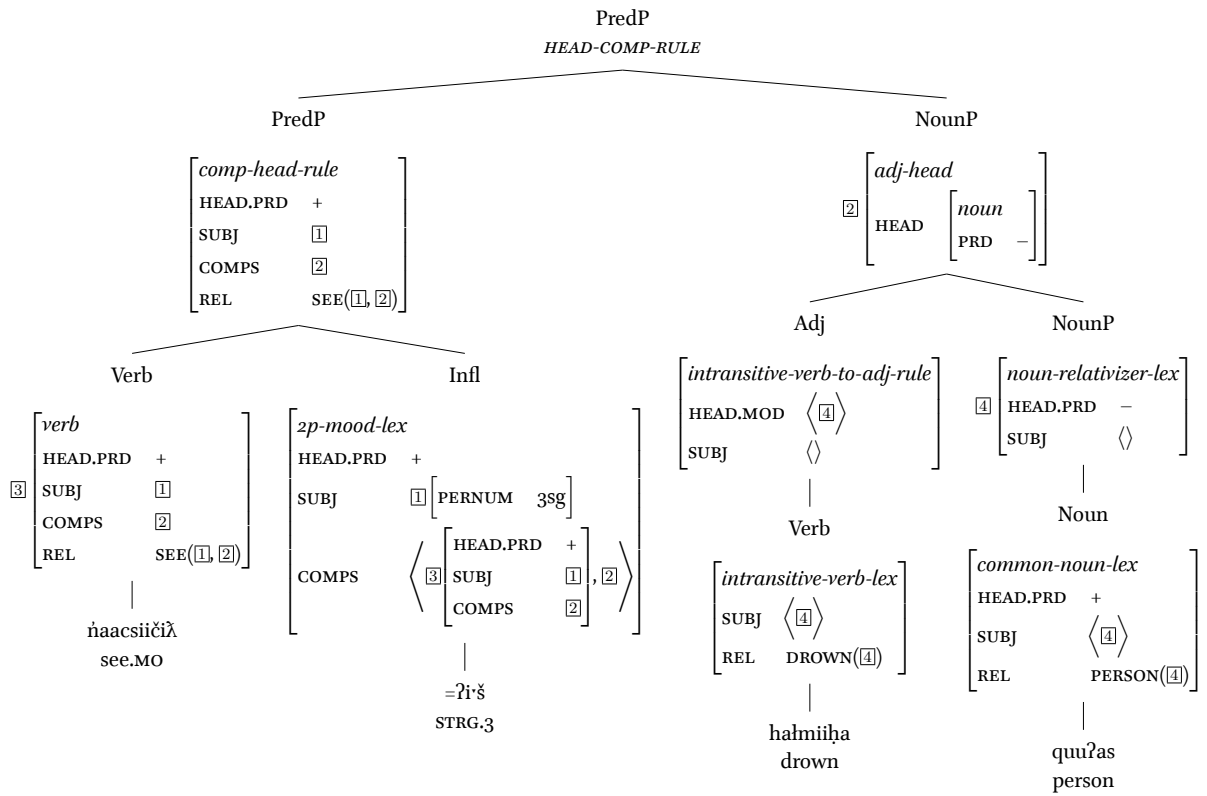 PredP
HEAD-COMP-RULE
PredP
comp-head-rule
HEAD.PRD +
SUBJ 1
COMPS 2
REL SEE(1, 2)
NounP
2
adj-head
HEAD
noun
PRD −
Verb
3
verb
HEAD.PRD +
SUBJ 1
COMPS 2
REL SEE(1, 2)
n̓aacsiičiƛ
see.MO
Infl
2p-mood-lex
HEAD.PRD +
SUBJ 1 [PERNUM 3sg]
COMPS
〈3
HEAD.PRD +
SUBJ 1
COMPS 2
, 2〉
=ʔi·š
STRG.3
Adj
intransitive-verb-to-adj-rule
HEAD.MOD 〈4〉
SUBJ 〈〉
Verb
intransitive-verb-lex
SUBJ 〈4〉
REL DROWN(4)
hałmiiḥa
drown
NounP
4
noun-relativizer-lex
HEAD.PRD −
SUBJ 〈〉
Noun
common-noun-lex
HEAD.PRD +
SUBJ 〈4〉
REL PERSON(4)
quuʔas
person